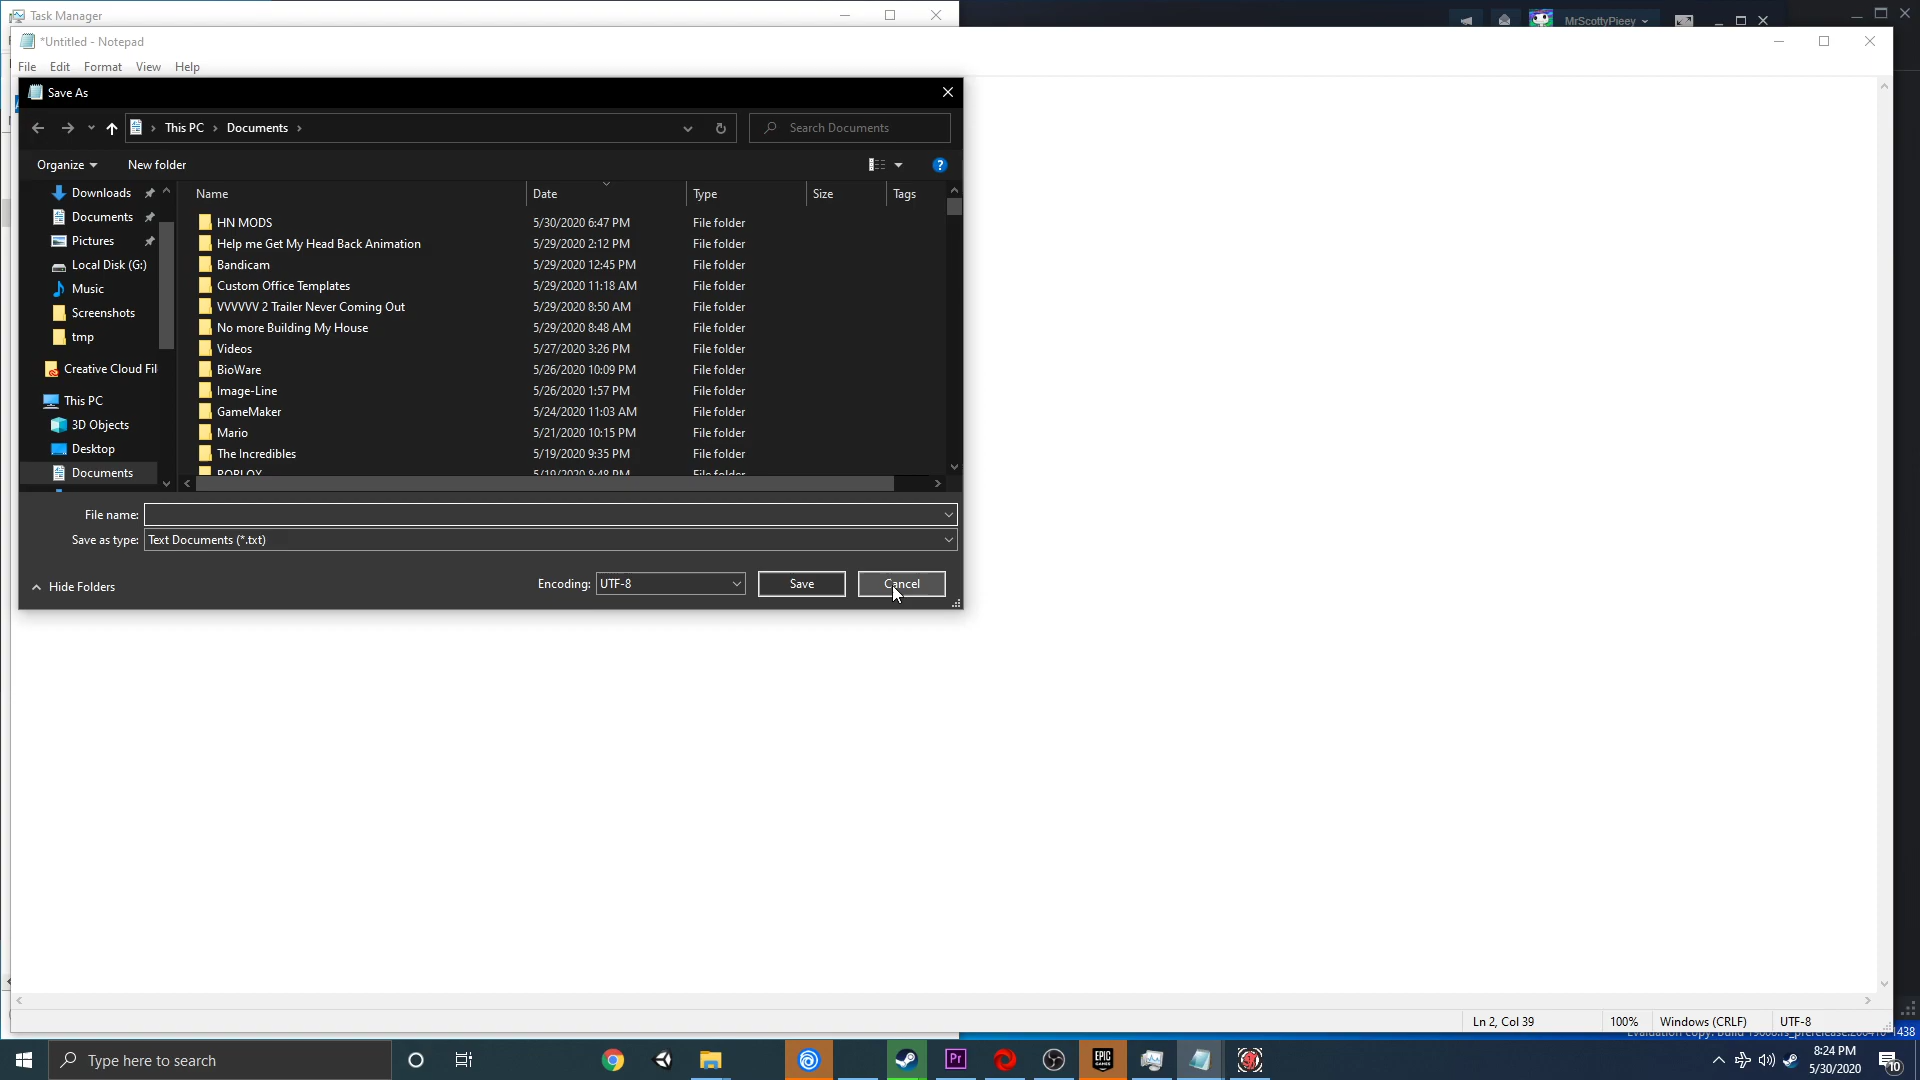 Task Manager
MrScottyPieey
*Untitled - Notepad
File Edit Format View Help
Save As
This PC > Documents >
Search Documents
Organize New folder
Name Date Type Size Tags
Downloads
Documents
Pictures
Local Disk (G:)
Music
Screenshots
tmp
Creative Cloud Fil
This PC
3D Objects
Desktop
Documents
HN MODS 5/30/2020 6:47 PM File folder
Help me Get My Head Back Animation 5/29/2020 2:12 PM File folder
Bandicam 5/29/2020 12:45 PM File folder
Custom Office Templates 5/29/2020 11:18 AM File folder
VVVVVV 2 Trailer Never Coming Out 5/29/2020 8:50 AM File folder
No more Building My House 5/29/2020 8:48 AM File folder
Videos 5/27/2020 3:26 PM File folder
BioWare 5/26/2020 10:09 PM File folder
Image-Line 5/26/2020 1:57 PM File folder
GameMaker 5/24/2020 11:03 AM File folder
Mario 5/21/2020 10:15 PM File folder
The Incredibles 5/19/2020 9:35 PM File folder
ROBLOX 5/19/2020 8:48 PM File folder
File name:
Save as type: Text Documents (*.txt)
Hide Folders
Encoding: UTF-8 Save Cancel
Ln 2, Col 39 100% Windows (CRLF) UTF-8
Type here to search
Pr
EPIC GAMES
8:24 PM
5/30/2020
10